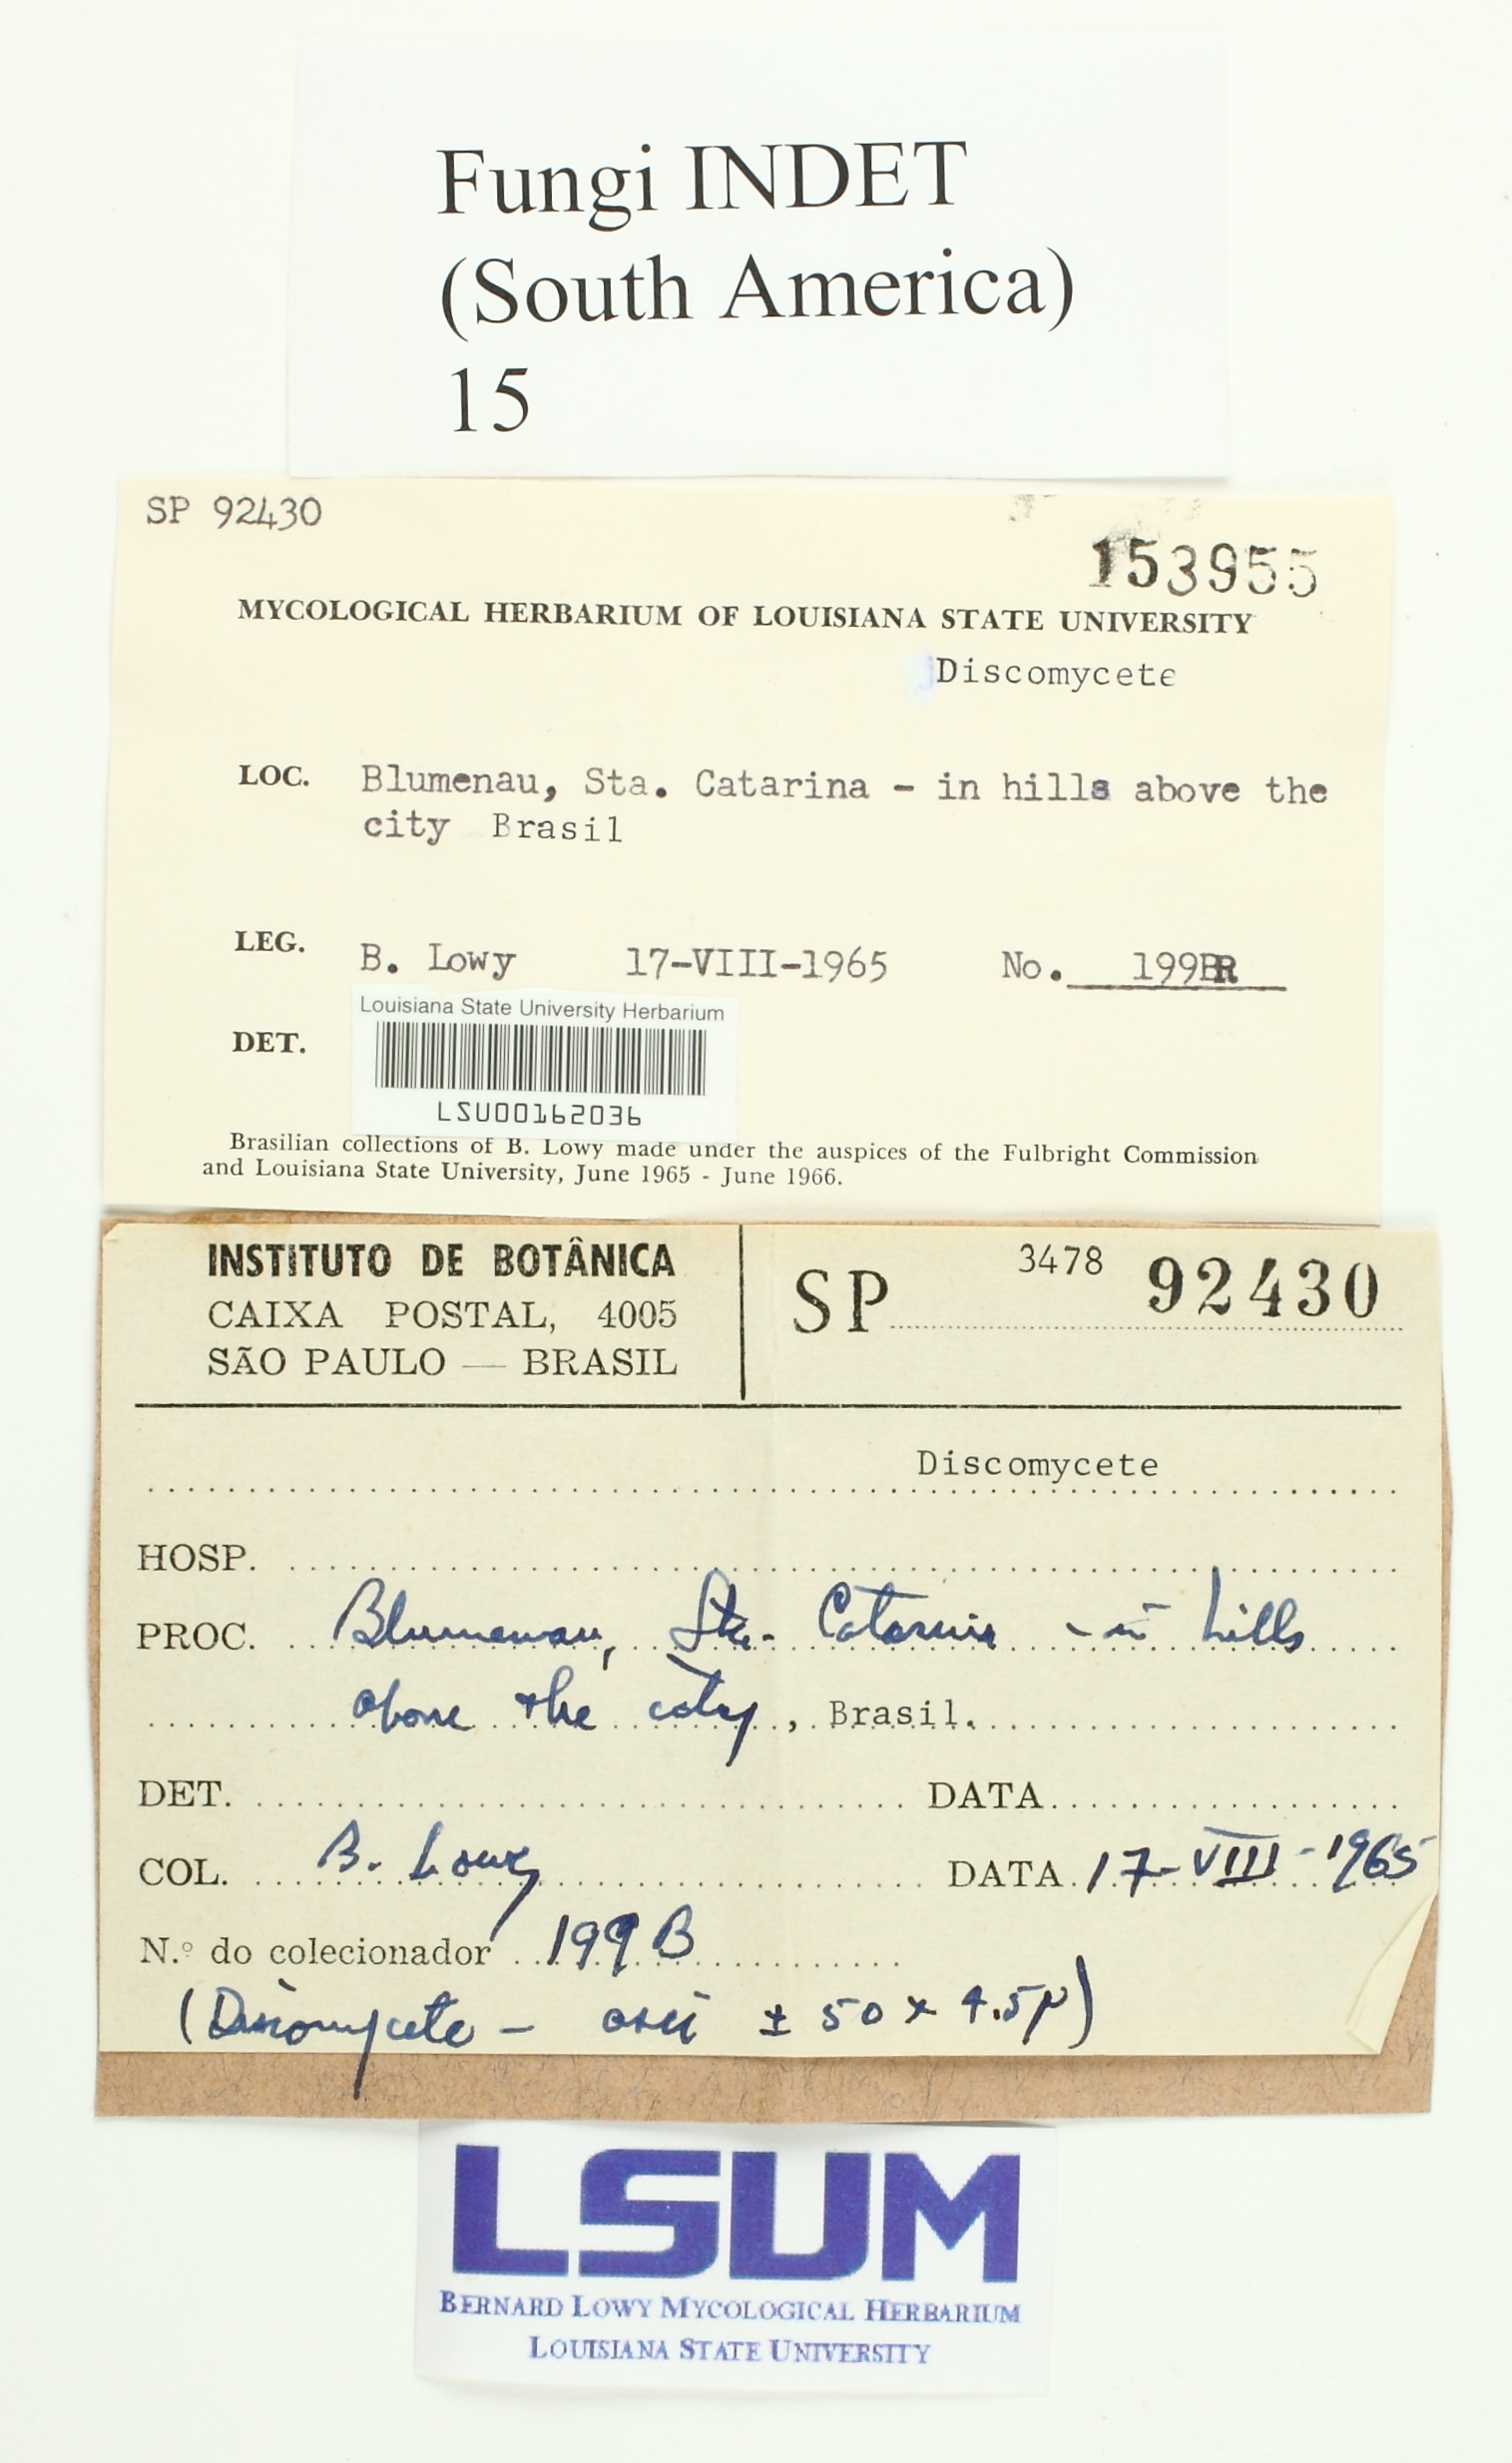 Fungi INDET
(South America)
15
SP 92430
153955
MYCOLOGICAL HERBARIUM OF LOUISIANA STATE UNIVERSITY
Discomycete
LOC. Blumenau, Sta. Catarina - in hills above the
city Brasil
LEG. B. Lowy 17-VIII-1965 No. 199BR
Louisiana State University Herbarium
DET.
LSU00162036
Brasilian collections of B. Lowy made under the auspices of the Fulbright Commission
and Louisiana State University, June 1965 - June 1966.
INSTITUTO DE BOTÂNICA
CAIXA POSTAL, 4005
SÃO PAULO — BRASIL
SP 3478 92430
Discomycete
HOSP.
PROC. Blumenau, Sta. Catarina - in hills
above the city, Brasil.
DET. DATA
COL. B. Lowy DATA 17-VIII-1965
N.º do colecionador 199B
(Discomycete - asci ± 50 x 4.5µ)
LSUM
BERNARD LOWY MYCOLOGICAL HERBARIUM
LOUISIANA STATE UNIVERSITY